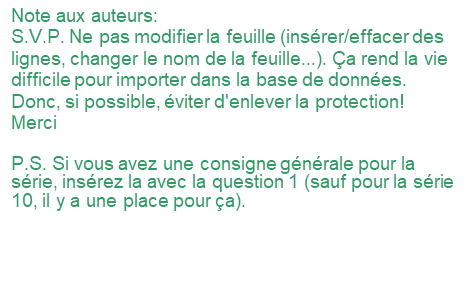 Note aux auteurs:
S.V.P. Ne pas modifier la feuille (insérer/effacer des
lignes, changer le nom de la feuille...). Ça rend la vie
difficile pour importer dans la base de données.
Donc, si possible, éviter d'enlever la protection!
Merci

P.S. Si vous avez une consigne générale pour la
série, insérez la avec la question 1 (sauf pour la série
10, il y a une place pour ça).